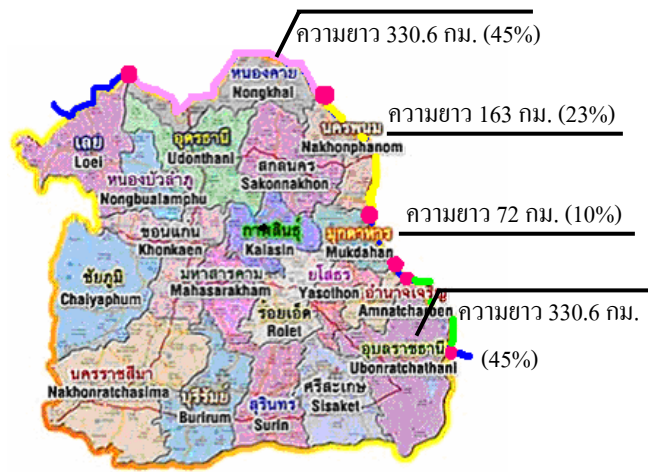 ความยาว 330.6 กม. (45%)
หนองคาย
Nongkhai
ความยาว 163 กม. (23%)
นครพนม
Nakhonphanom
เลย
Loei
อุดรธานี
Udonthani
สกลนคร
Sakonnakhon
หนองบัวลำภู
Nongbualamphu
ความยาว 72 กม. (10%)
ขอนแก่น
Khonkaen
กาฬสินธุ์
Kalasin
มุกดาหาร
Mukdahan
ชัยภูมิ
Chaiyaphum
มหาสารคาม
Mahasarakham
ยโสธร
Yasothon
อำนาจเจริญ
Amnatcharoen
ร้อยเอ็ด
Rolet
ความยาว 330.6 กม.
(45%)
อุบลราชธานี
Ubonratchathani
นครราชสีมา
Nakhonratchasima
บุรีรัมย์
Burirum
สุรินทร์
Surin
ศรีสะเกษ
Sisaket